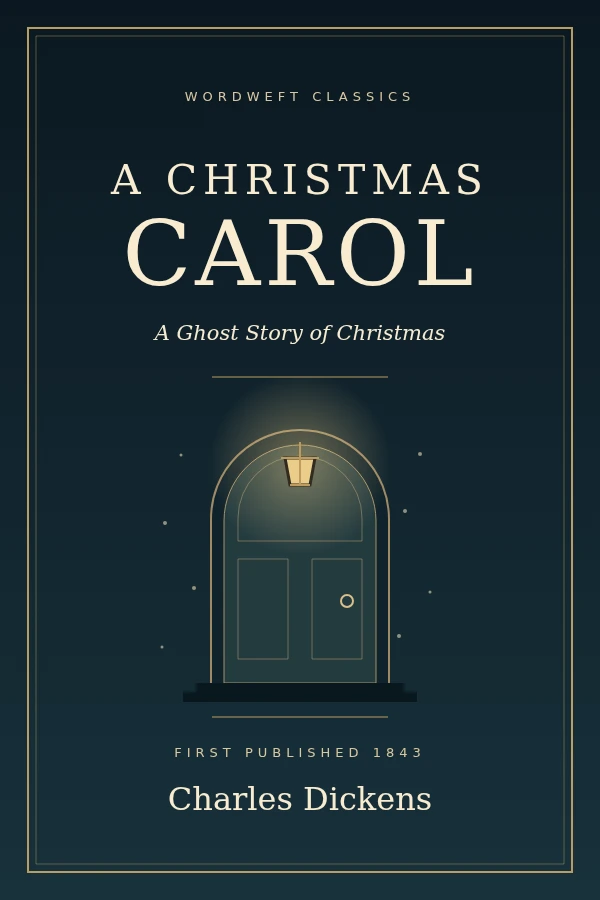 WORDWEFT CLASSICS
A CHRISTMAS
CAROL
A Ghost Story of Christmas
FIRST PUBLISHED 1843
Charles Dickens